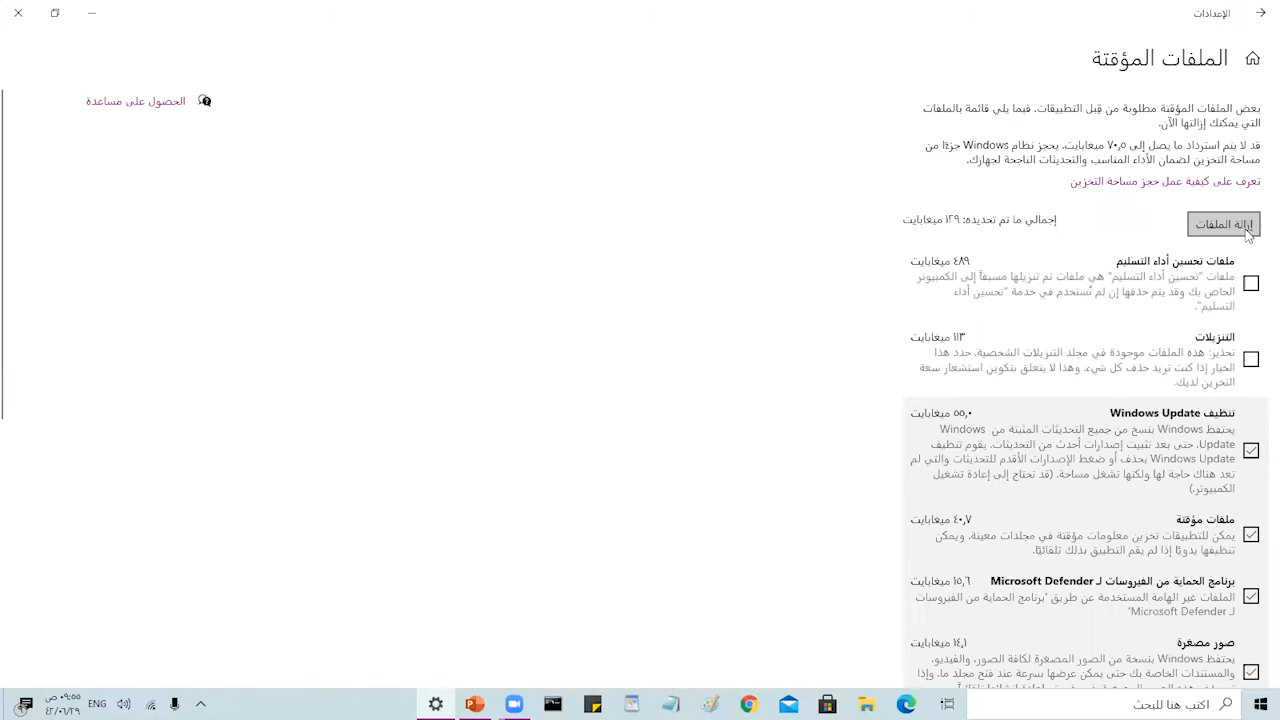 الإعدادات
الملفات المؤقتة
بعض الملفات المؤقتة مطلوبة من قِبل التطبيقات. فيما يلي قائمة بالملفات
التي يمكنك إزالتها الآن.
قد لا يتم استرداد ما يصل إلى ٧٠,٥ ميغابايت. يحجز نظام Windows جزءًا من
مساحة التخزين لضمان الأداء المناسب والتحديثات الناجحة لجهازك.
تعرف على كيفية عمل حجز مساحة التخزين
إزالة الملفات
إجمالي ما تم تحديده: ١٢٩ ميغابايت
ملفات تحسين أداء التسليم ٤٨٩ ميغابايت
ملفات "تحسين أداء التسليم" هي ملفات تم تنزيلها مسبقاً إلى الكمبيوتر
الخاص بك وقد يتم حذفها إن لم تُستخدم في خدمة "تحسين أداء
التسليم".
التنزيلات ١١٣ ميغابايت
تحذير: هذه الملفات موجودة في مجلد التنزيلات الشخصية. حدد هذا
الخيار إذا كنت تريد حذف كل شيء. وهذا لا يتعلق بتكوين استشعار سعة
التخزين لديك.
تنظيف Windows Update ٥٥,٠ ميغابايت
يحتفظ Windows بنسخ من جميع التحديثات المثبتة من Windows
Update، حتى بعد تثبيت إصدارات أحدث من التحديثات. يقوم تنظيف
Windows Update بحذف أو ضغط الإصدارات الأقدم للتحديثات والتي لم
تعد هناك حاجة لها ولكنها تشغل مساحة. (قد تحتاج إلى إعادة تشغيل
الكمبيوتر.)
ملفات مؤقتة ٤٠,٧ ميغابايت
يمكن للتطبيقات تخزين معلومات مؤقتة في مجلدات معينة. ويمكن
تنظيفها يدويًا إذا لم يقم التطبيق بذلك تلقائيًا.
برنامج الحماية من الفيروسات لـ Microsoft Defender ١٥,٦ ميغابايت
الملفات غير الهامة المستخدمة عن طريق 'برنامج الحماية من الفيروسات
لـ Microsoft Defender'
صور مصغرة ١٤,١ ميغابايت
يحتفظ Windows بنسخة من الصور المصغرة لكافة الصور، والفيديو،
والمستندات الخاصة بك حتى يمكن عرضها بسرعة عند فتح مجلد ما. وإذا
الحصول على مساعدة
اكتب هنا للبحث
ENG
٠٩:٥٥ ص
٤٢/٠٦/٢٩